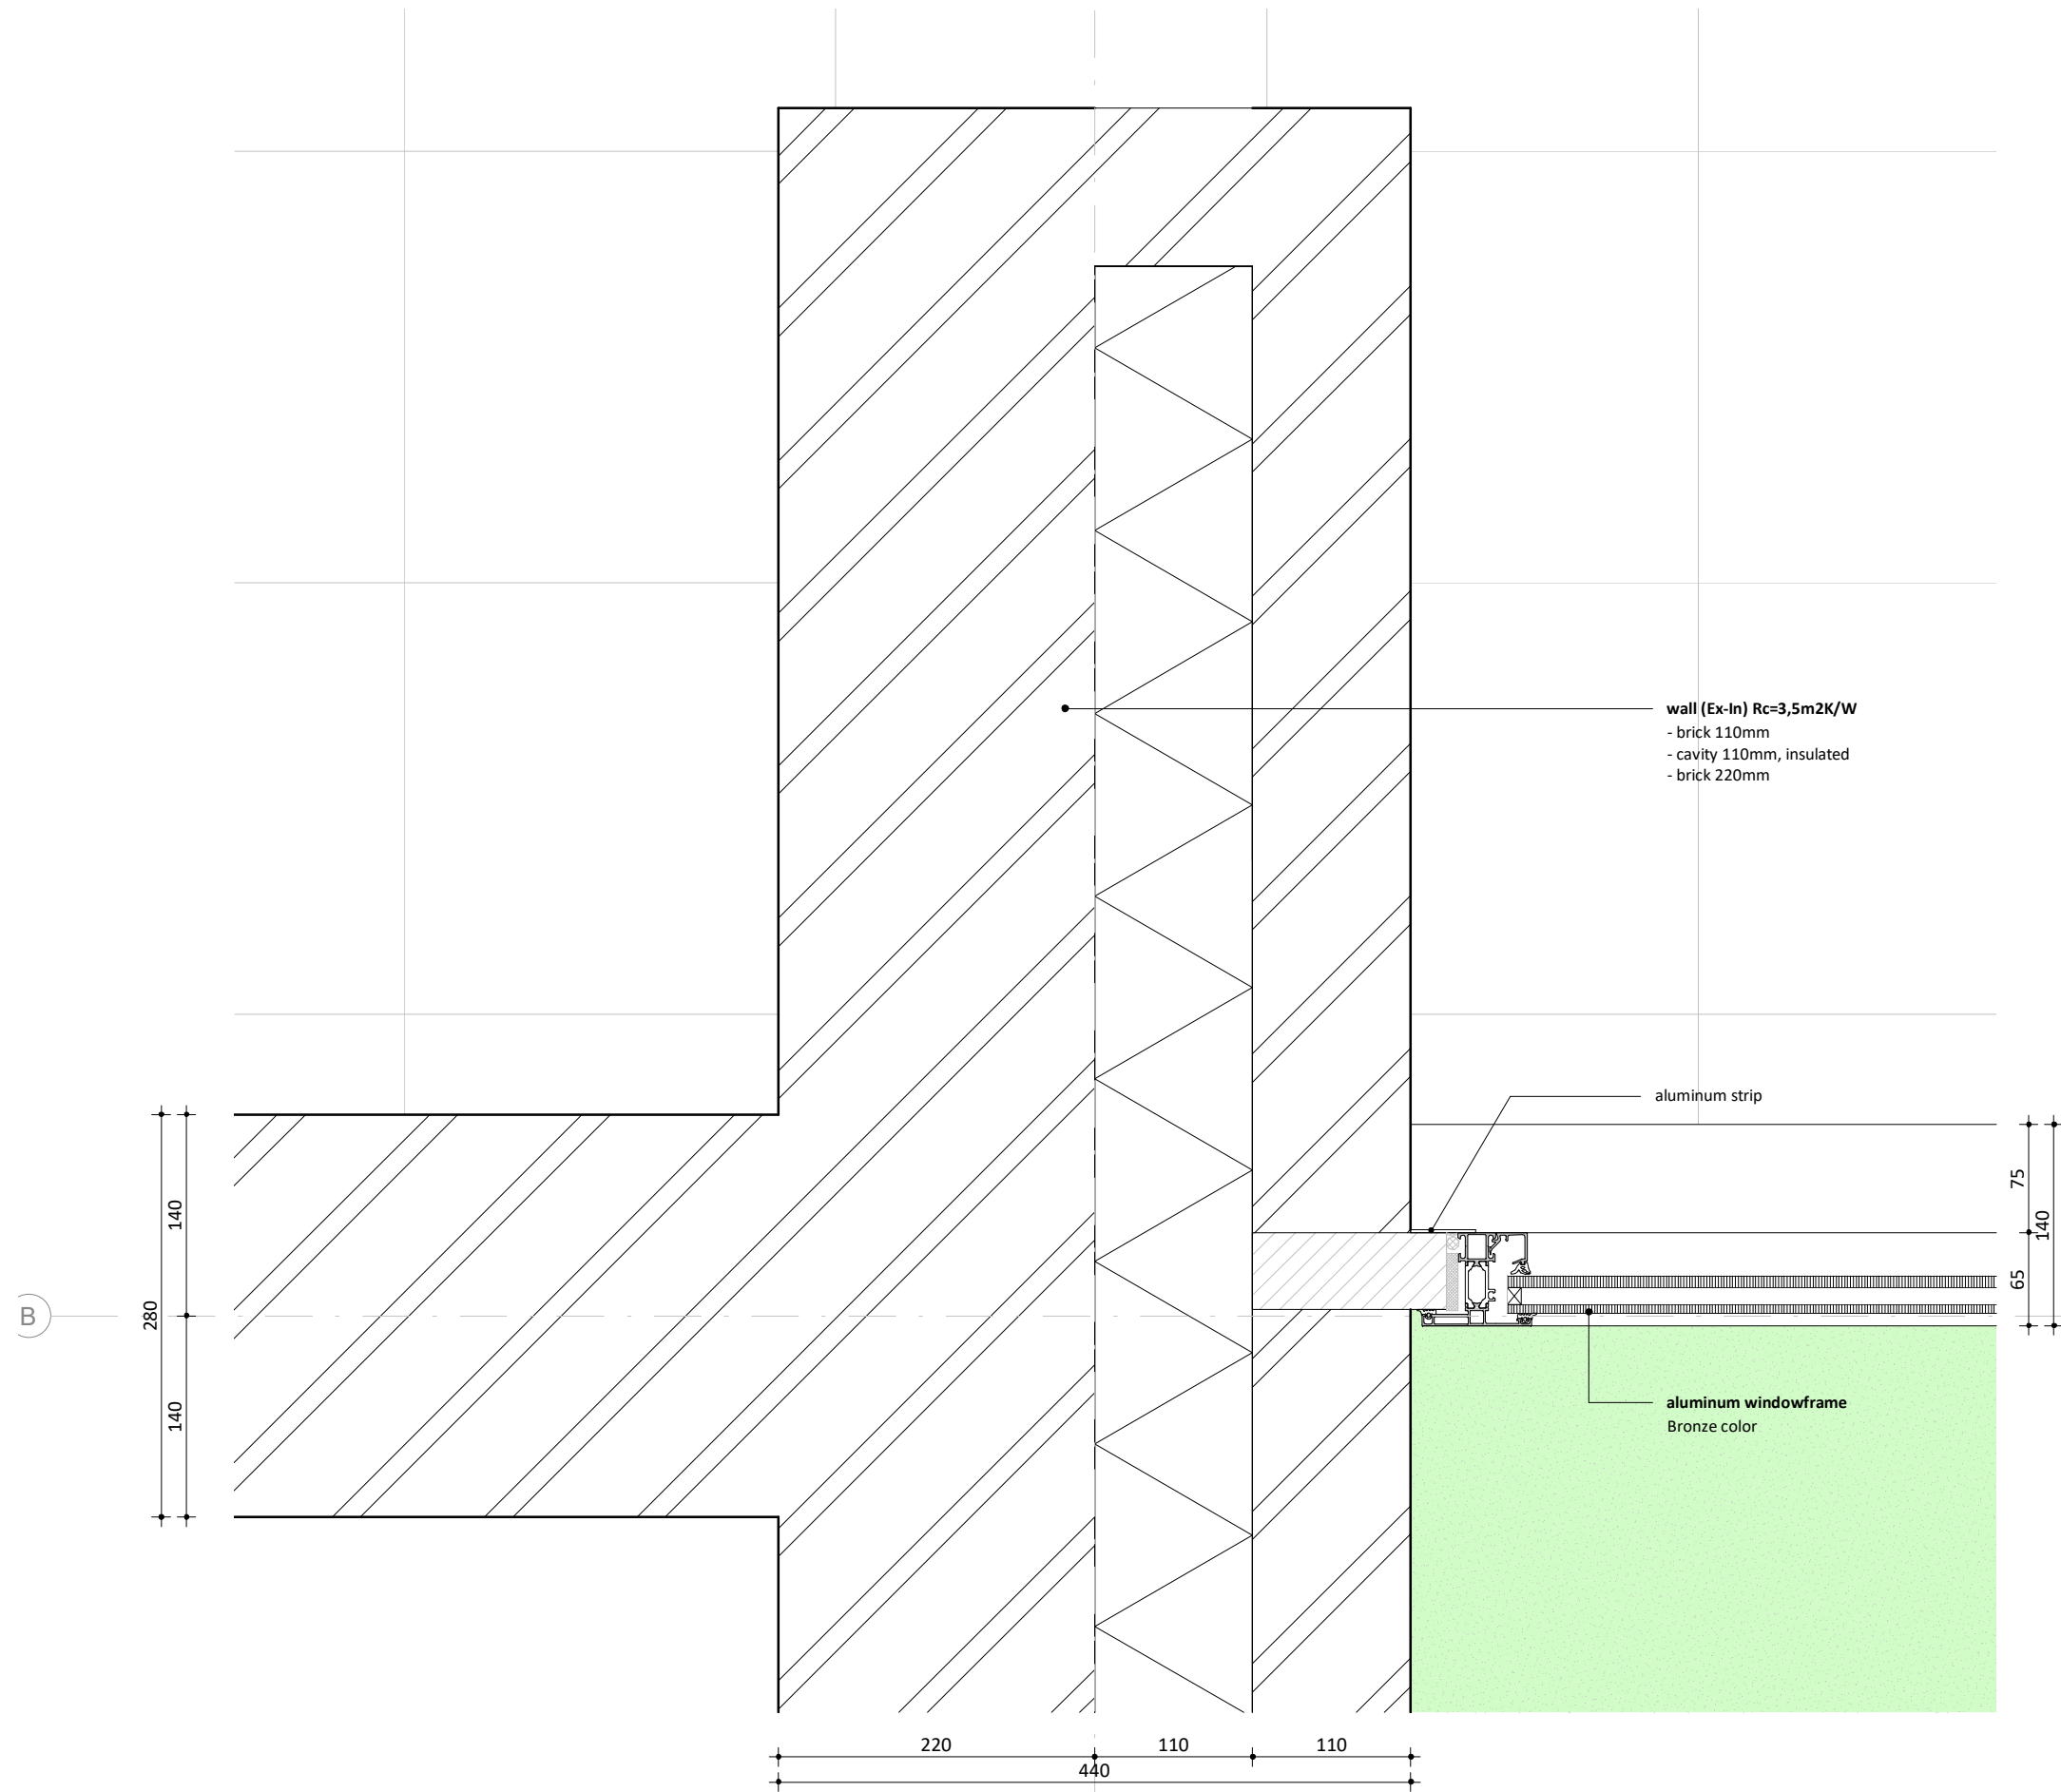 wall (Ex-In) Rc=3,5m2K/W
- brick 110mm
- cavity 110mm, insulated
- brick 220mm
aluminum strip
75
140
65
140
280
140
B
aluminum windowframe
Bronze color
220
110
110
440